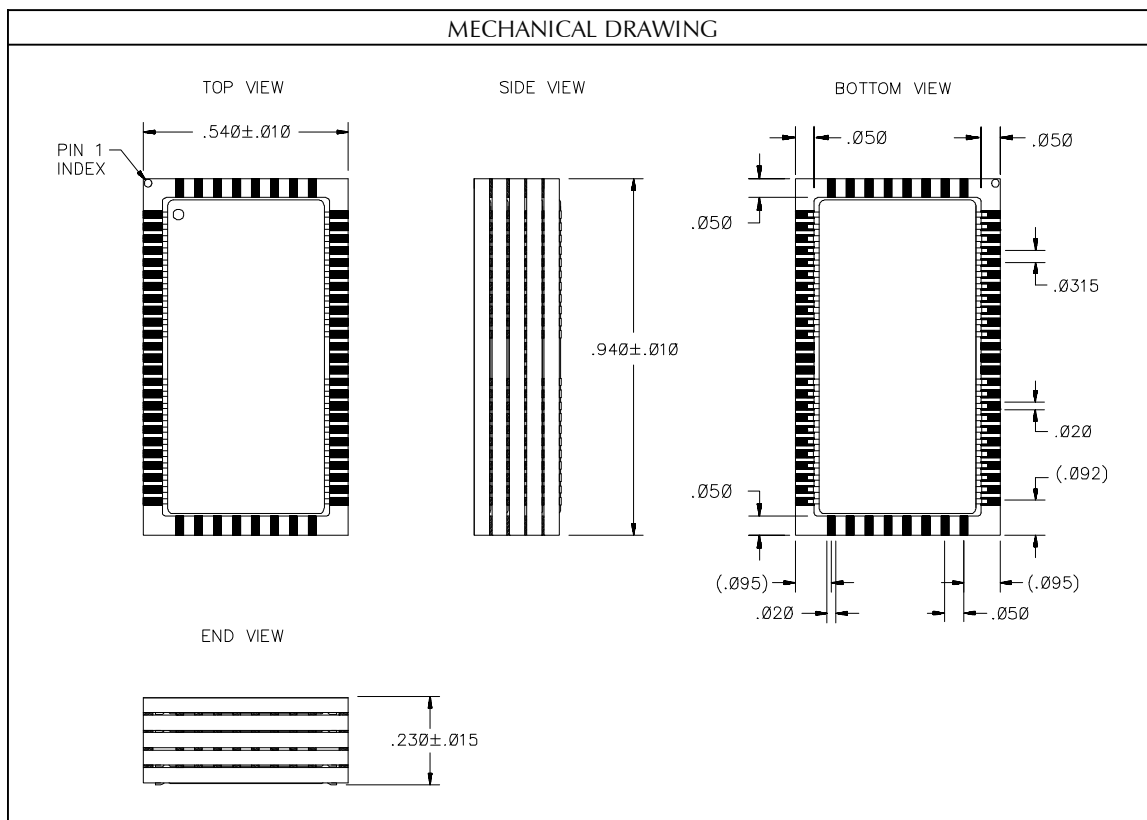 MECHANICAL DRAWING
TOP VIEW
SIDE VIEW
BOTTOM VIEW
.540±.010
PIN 1
INDEX
.050
.050
.050
.0315
.940±.010
.020
(.092)
.050
(.095)
(.095)
.020
.050
END VIEW
.230±.015